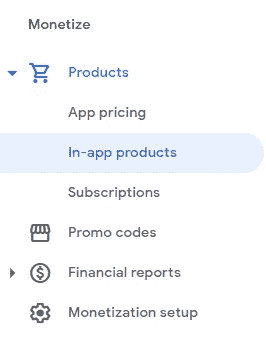 Monetize
Products
App pricing
In-app products
Subscriptions
Promo codes
Financial reports
Monetization setup